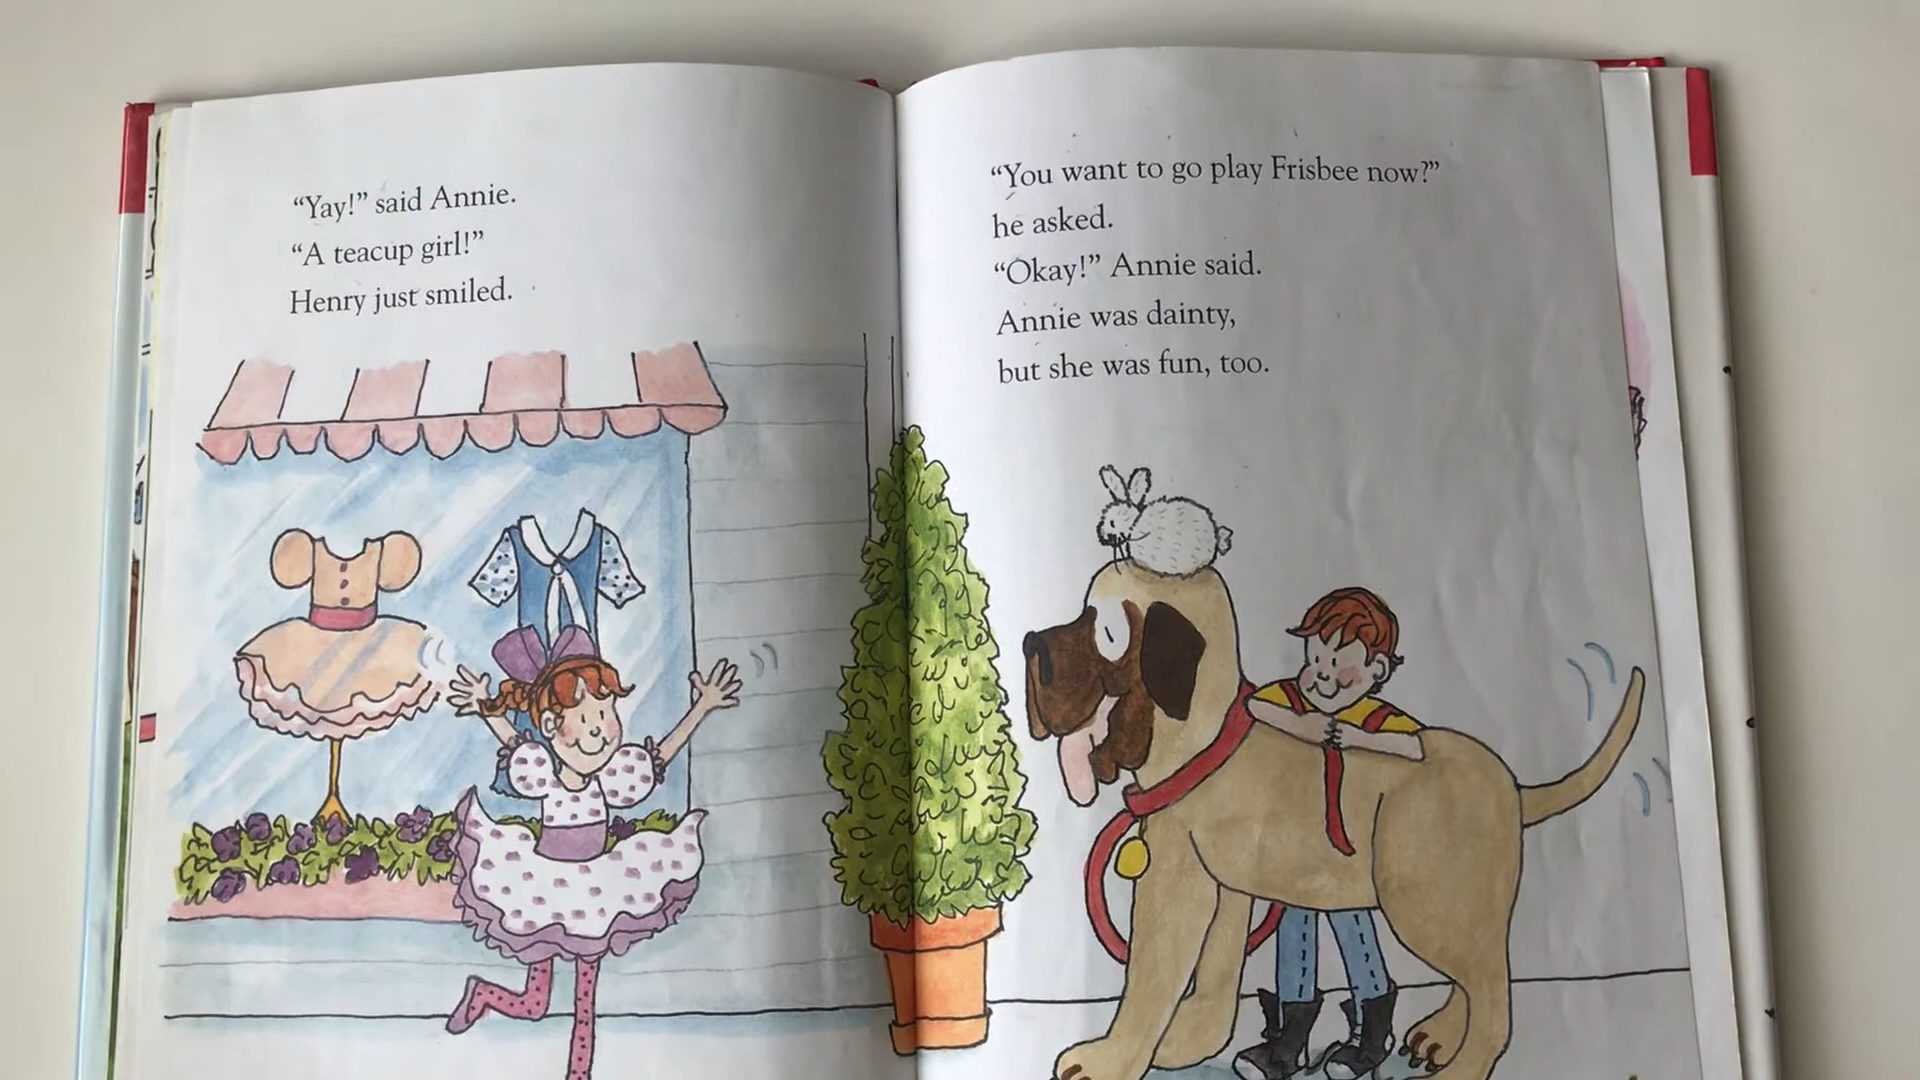 “Yay!” said Annie.
“A teacup girl!”
Henry just smiled.
“You want to go play Frisbee now?”
he asked.
“Okay!” Annie said.
Annie was dainty,
but she was fun, too.